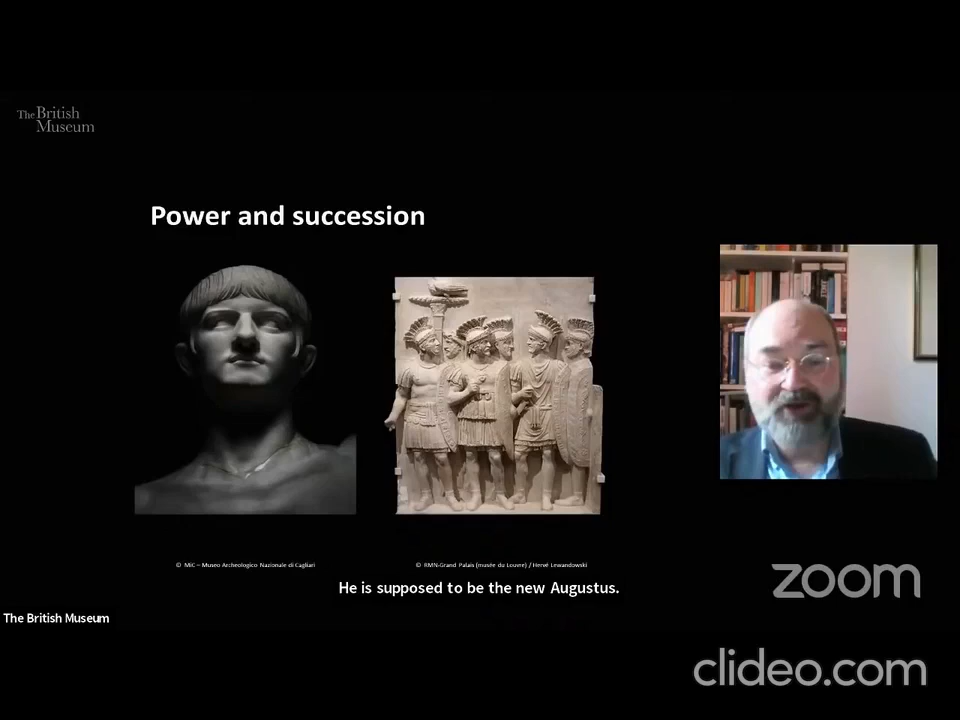 The British
Museum
Power and succession
© MiC – Museo Archeologico Nazionale di Cagliari
© RMN-Grand Palais (musée du Louvre) / Hervé Lewandowski
He is supposed to be the new Augustus.
zoom
The British Museum
clideo.com